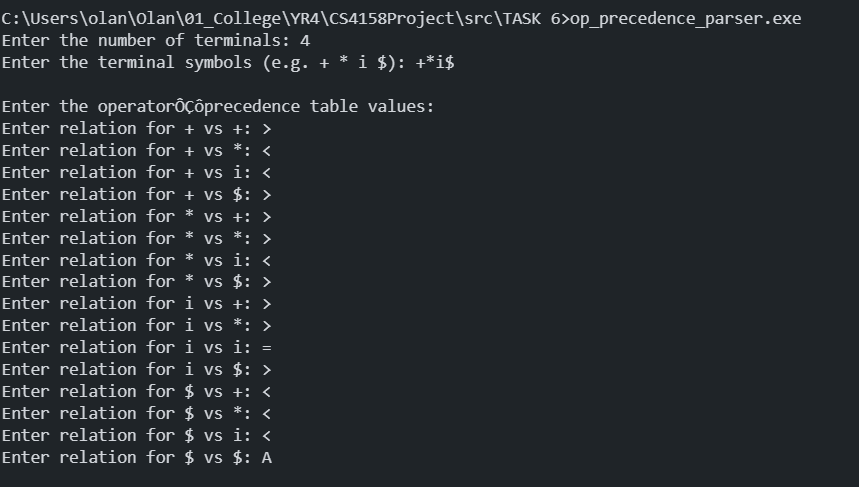 C:\Users\olan\Olan\01_College\YR4\CS4158Project\src\TASK 6>op_precedence_parser.exe
Enter the number of terminals: 4
Enter the terminal symbols (e.g. + * i $): +*i$
Enter the operatorÔÇôprecedence table values:
Enter relation for + vs +: >
Enter relation for + vs *: <
Enter relation for + vs i: <
Enter relation for + vs $: >
Enter relation for * vs +: >
Enter relation for * vs *: >
Enter relation for * vs i: <
Enter relation for * vs $: >
Enter relation for i vs +: >
Enter relation for i vs *: >
Enter relation for i vs i: =
Enter relation for i vs $: >
Enter relation for $ vs +: <
Enter relation for $ vs *: <
Enter relation for $ vs i: <
Enter relation for $ vs $: A